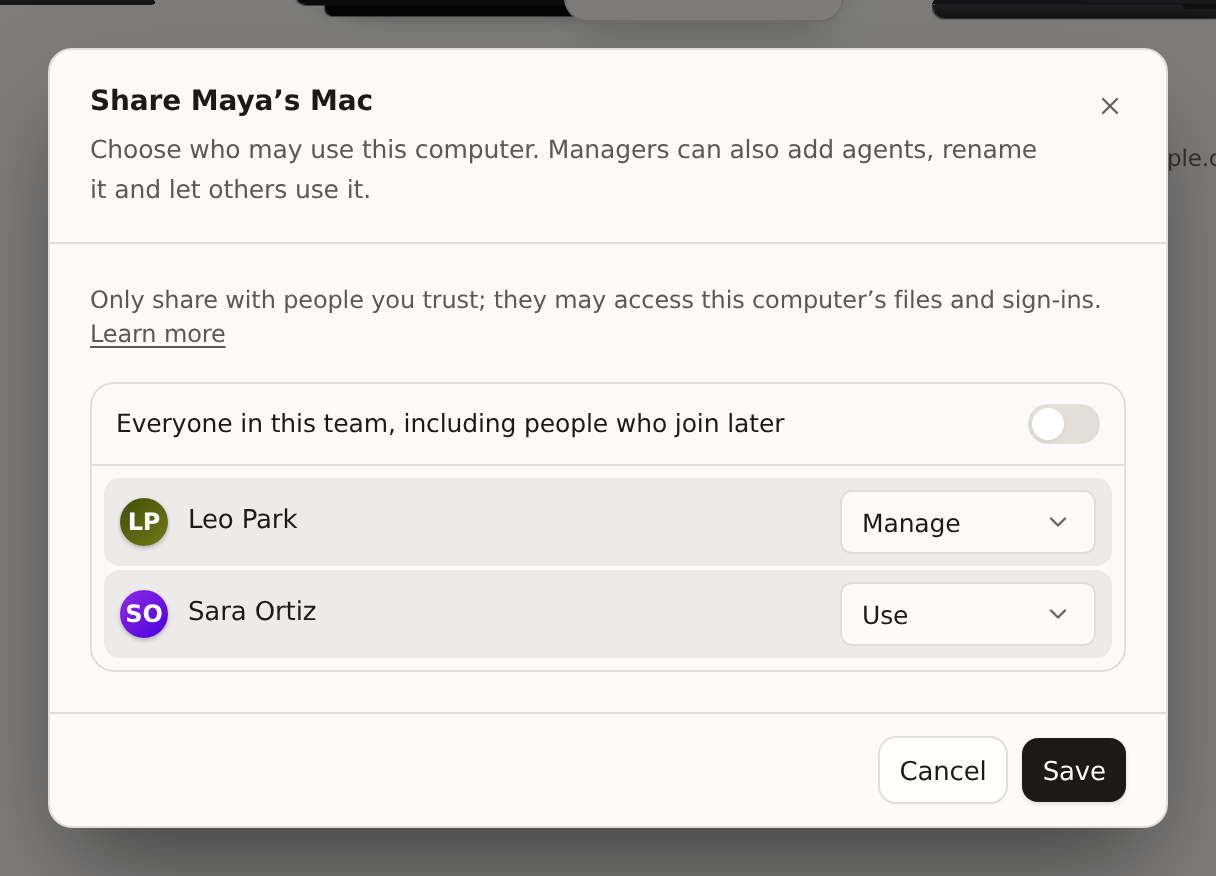 Share Maya’s Mac
Choose who may use this computer. Managers can also add agents, rename
it and let others use it.
Only share with people you trust; they may access this computer’s files and sign-ins.
Learn more
Everyone in this team, including people who join later
LP Leo Park Manage
SO Sara Ortiz Use
Cancel Save